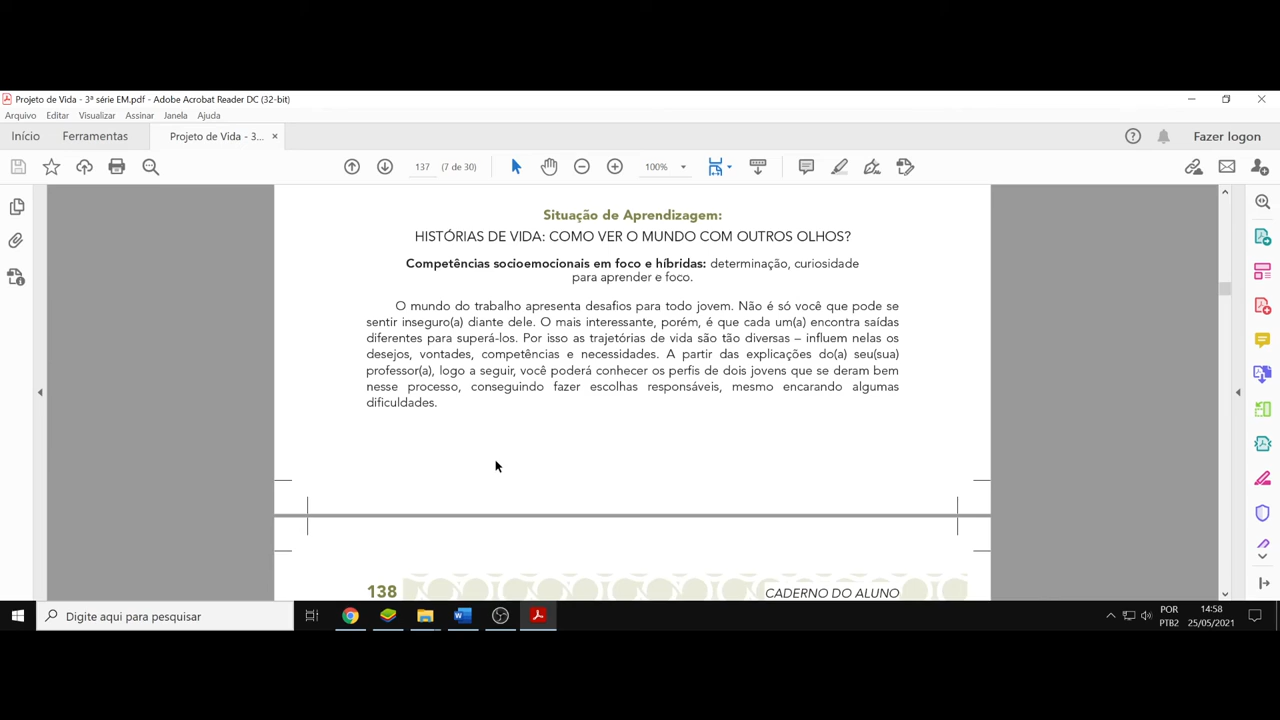 Projeto de Vida - 3ª série EM.pdf - Adobe Acrobat Reader DC (32-bit)
Arquivo Editar Visualizar Assinar Janela Ajuda
Início Ferramentas Projeto de Vida - 3... × Fazer logon
137 (7 de 30) 100%
Situação de Aprendizagem:
HISTÓRIAS DE VIDA: COMO VER O MUNDO COM OUTROS OLHOS?
Competências socioemocionais em foco e híbridas: determinação, curiosidade
para aprender e foco.
O mundo do trabalho apresenta desafios para todo jovem. Não é só você que pode se
sentir inseguro(a) diante dele. O mais interessante, porém, é que cada um(a) encontra saídas
diferentes para superá-los. Por isso as trajetórias de vida são tão diversas – influem nelas os
desejos, vontades, competências e necessidades. A partir das explicações do(a) seu(sua)
professor(a), logo a seguir, você poderá conhecer os perfis de dois jovens que se deram bem
nesse processo, conseguindo fazer escolhas responsáveis, mesmo encarando algumas
dificuldades.
138 CADERNO DO ALUNO
Digite aqui para pesquisar
POR 14:58
PTB2 25/05/2021